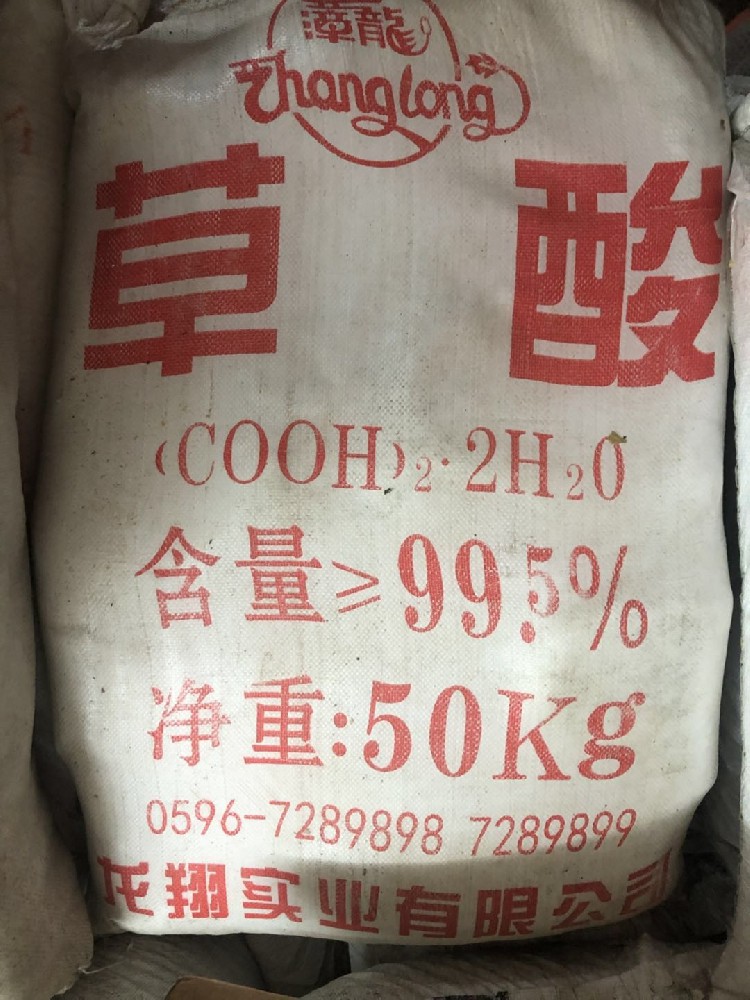 漳龍
Zhanglong
草酸
(COOH)₂·2H₂O
含量≥99.5%
净重:50Kg
0596-7289898 7289899
龙翔实业有限公司